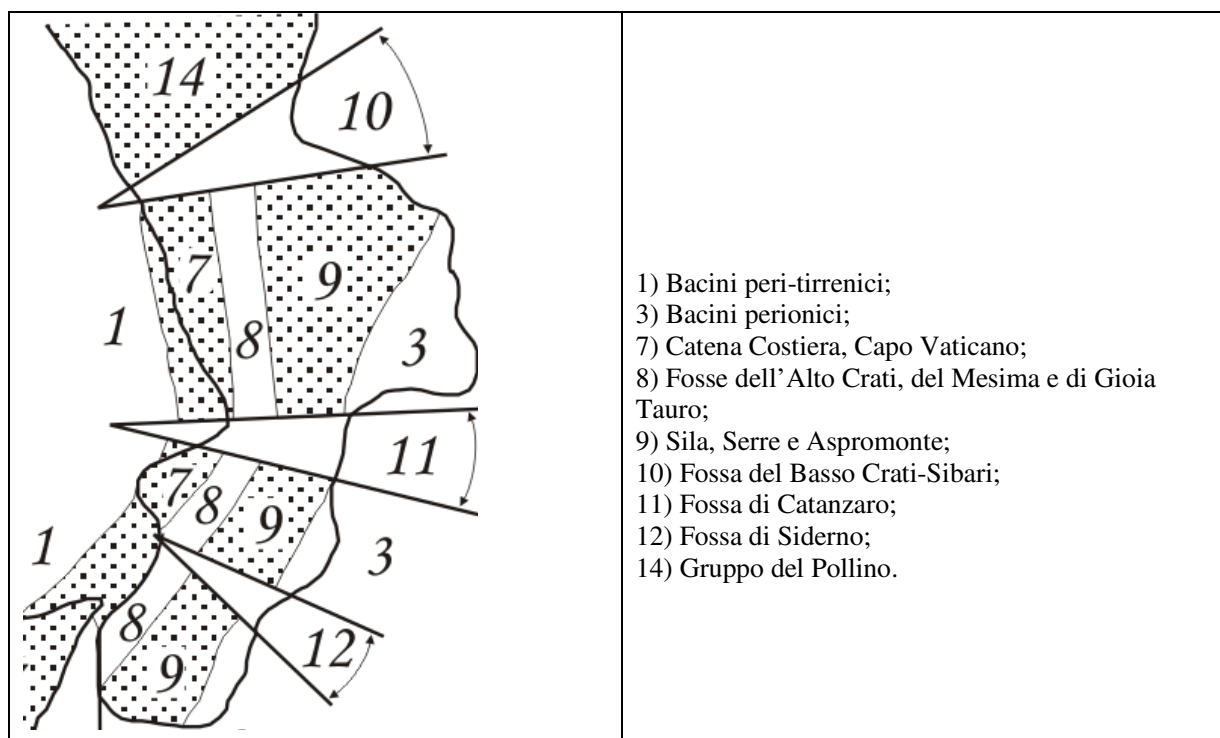 14
10
7
9
1
8
3
11
7
8
9
1
3
8
12
9
1) Bacini peri-tirrenici;
3) Bacini perionici;
7) Catena Costiera, Capo Vaticano;
8) Fosse dell’Alto Crati, del Mesima e di Gioia
Tauro;
9) Sila, Serre e Aspromonte;
10) Fossa del Basso Crati-Sibari;
11) Fossa di Catanzaro;
12) Fossa di Siderno;
14) Gruppo del Pollino.